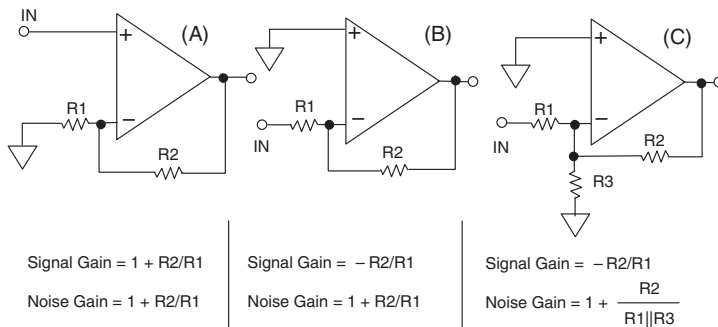 IN
+
(A)
R1
−
R2
+
(B)
R1
−
IN
R2
+
(C)
R1
−
IN
R2
R3
Signal Gain = 1 + R2/R1
Noise Gain = 1 + R2/R1
Signal Gain = − R2/R1
Noise Gain = 1 + R2/R1
Signal Gain = − R2/R1
Noise Gain = 1 + R2
R1||R3